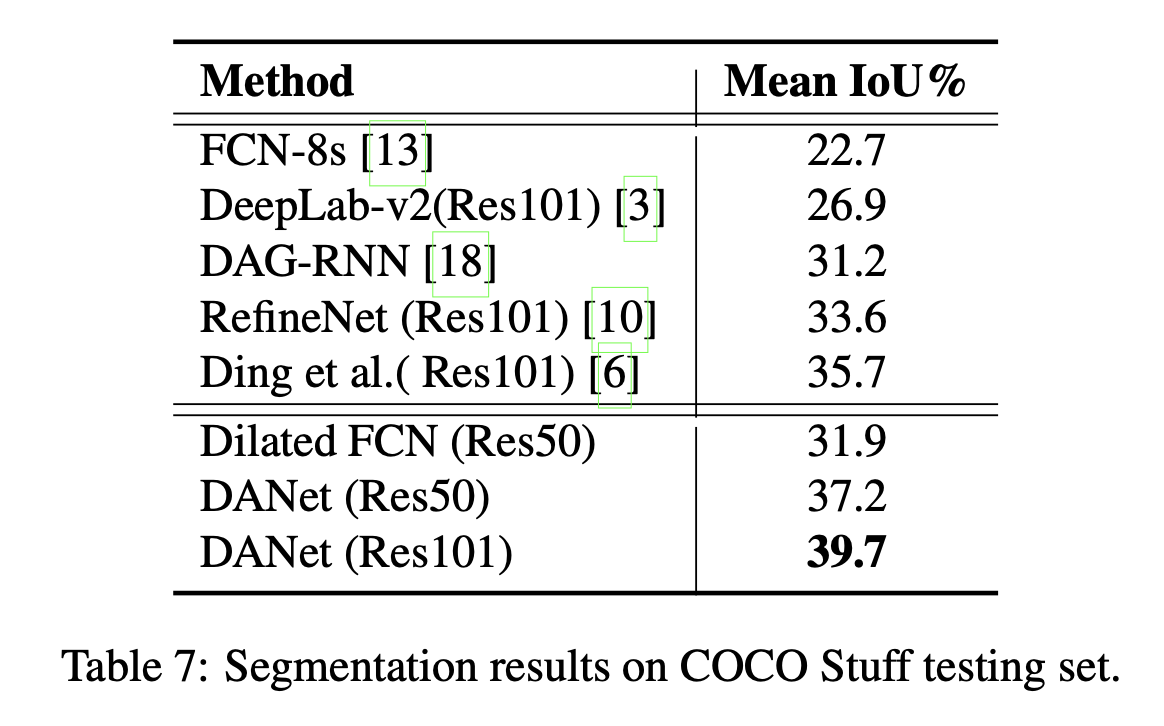 Method Mean IoU%
FCN-8s [13] 22.7
DeepLab-v2(Res101) [3] 26.9
DAG-RNN [18] 31.2
RefineNet (Res101) [10] 33.6
Ding et al.( Res101) [6] 35.7
Dilated FCN (Res50) 31.9
DANet (Res50) 37.2
DANet (Res101) 39.7
Table 7: Segmentation results on COCO Stuff testing set.